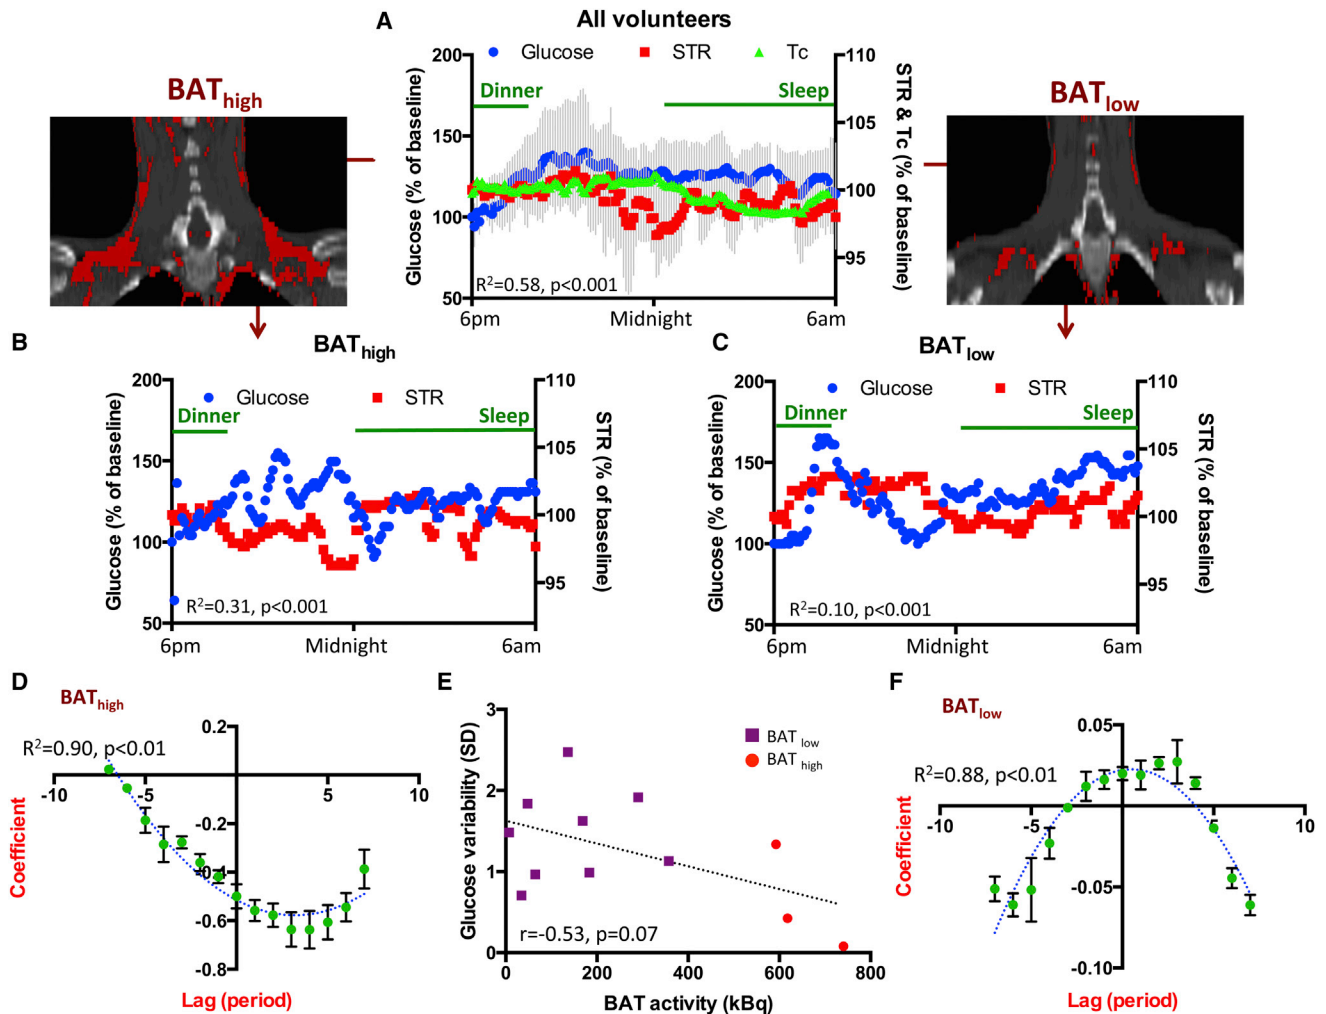 A
All volunteers
Glucose STR Tc
200
150
100
50
110
105
100
95
Dinner
Sleep
Glucose (% of baseline)
STR & Tc (% of baseline)
R²=0.58, p<0.001
6pm Midnight 6am
BAThigh
BATlow
B
BAThigh
Glucose STR
200
150
100
50
110
105
100
95
Dinner
Sleep
Glucose (% of baseline)
STR (% of baseline)
R²=0.31, p<0.001
6pm Midnight 6am
C
BATlow
Glucose STR
200
150
100
50
110
105
100
95
Dinner
Sleep
Glucose (% of baseline)
STR (% of baseline)
R²=0.10, p<0.001
6pm Midnight 6am
D
BAThigh
R²=0.90, p<0.01
0.2
-0.2
-0.4
-0.6
-0.8
-10 -5 5 10
Coefficient
Lag (period)
E
3
2
1
0
Glucose variability (SD)
BAT low
BAT high
r=-0.53, p=0.07
0 200 400 600 800
BAT activity (kBq)
F
BATlow
R²=0.88, p<0.01
0.05
-0.05
-0.10
-10 -5 5 10
Coefficient
Lag (period)